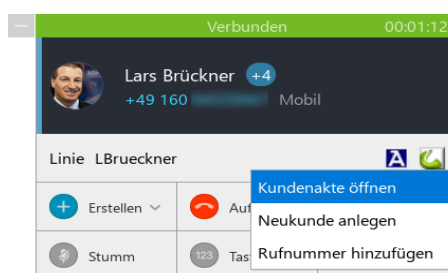 Verbunden 00:01:12
Lars Brückner +4
+49 160 Mobil
Linie LBrueckner A
Kundenakte öffnen
Erstellen Auf
Neukunde anlegen
Stumm 123 Tas
Rufnummer hinzufügen